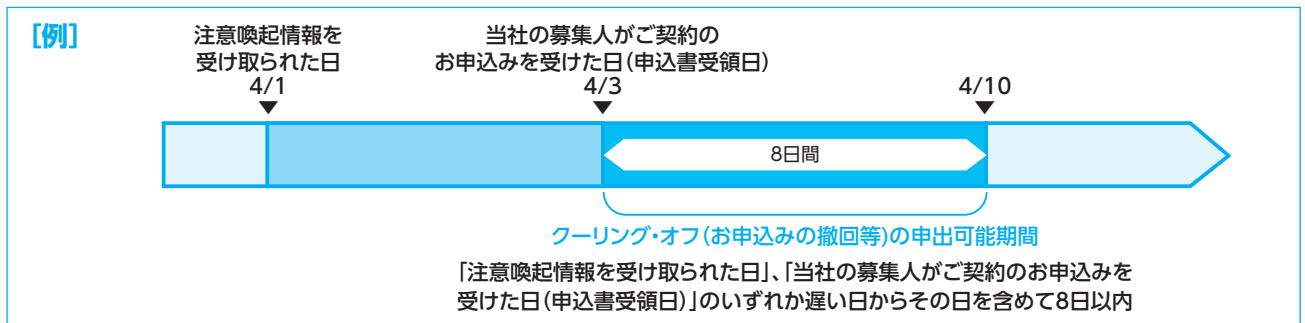 ［例］
注意喚起情報を
受け取られた日
4/1
当社の募集人がご契約の
お申込みを受けた日（申込書受領日）
4/3
4/10
8日間
クーリング・オフ（お申込みの撤回等)の申出可能期間
「注意喚起情報を受け取られた日」、「当社の募集人がご契約のお申込みを
受けた日（申込書受領日）」のいずれか遅い日からその日を含めて8日以内